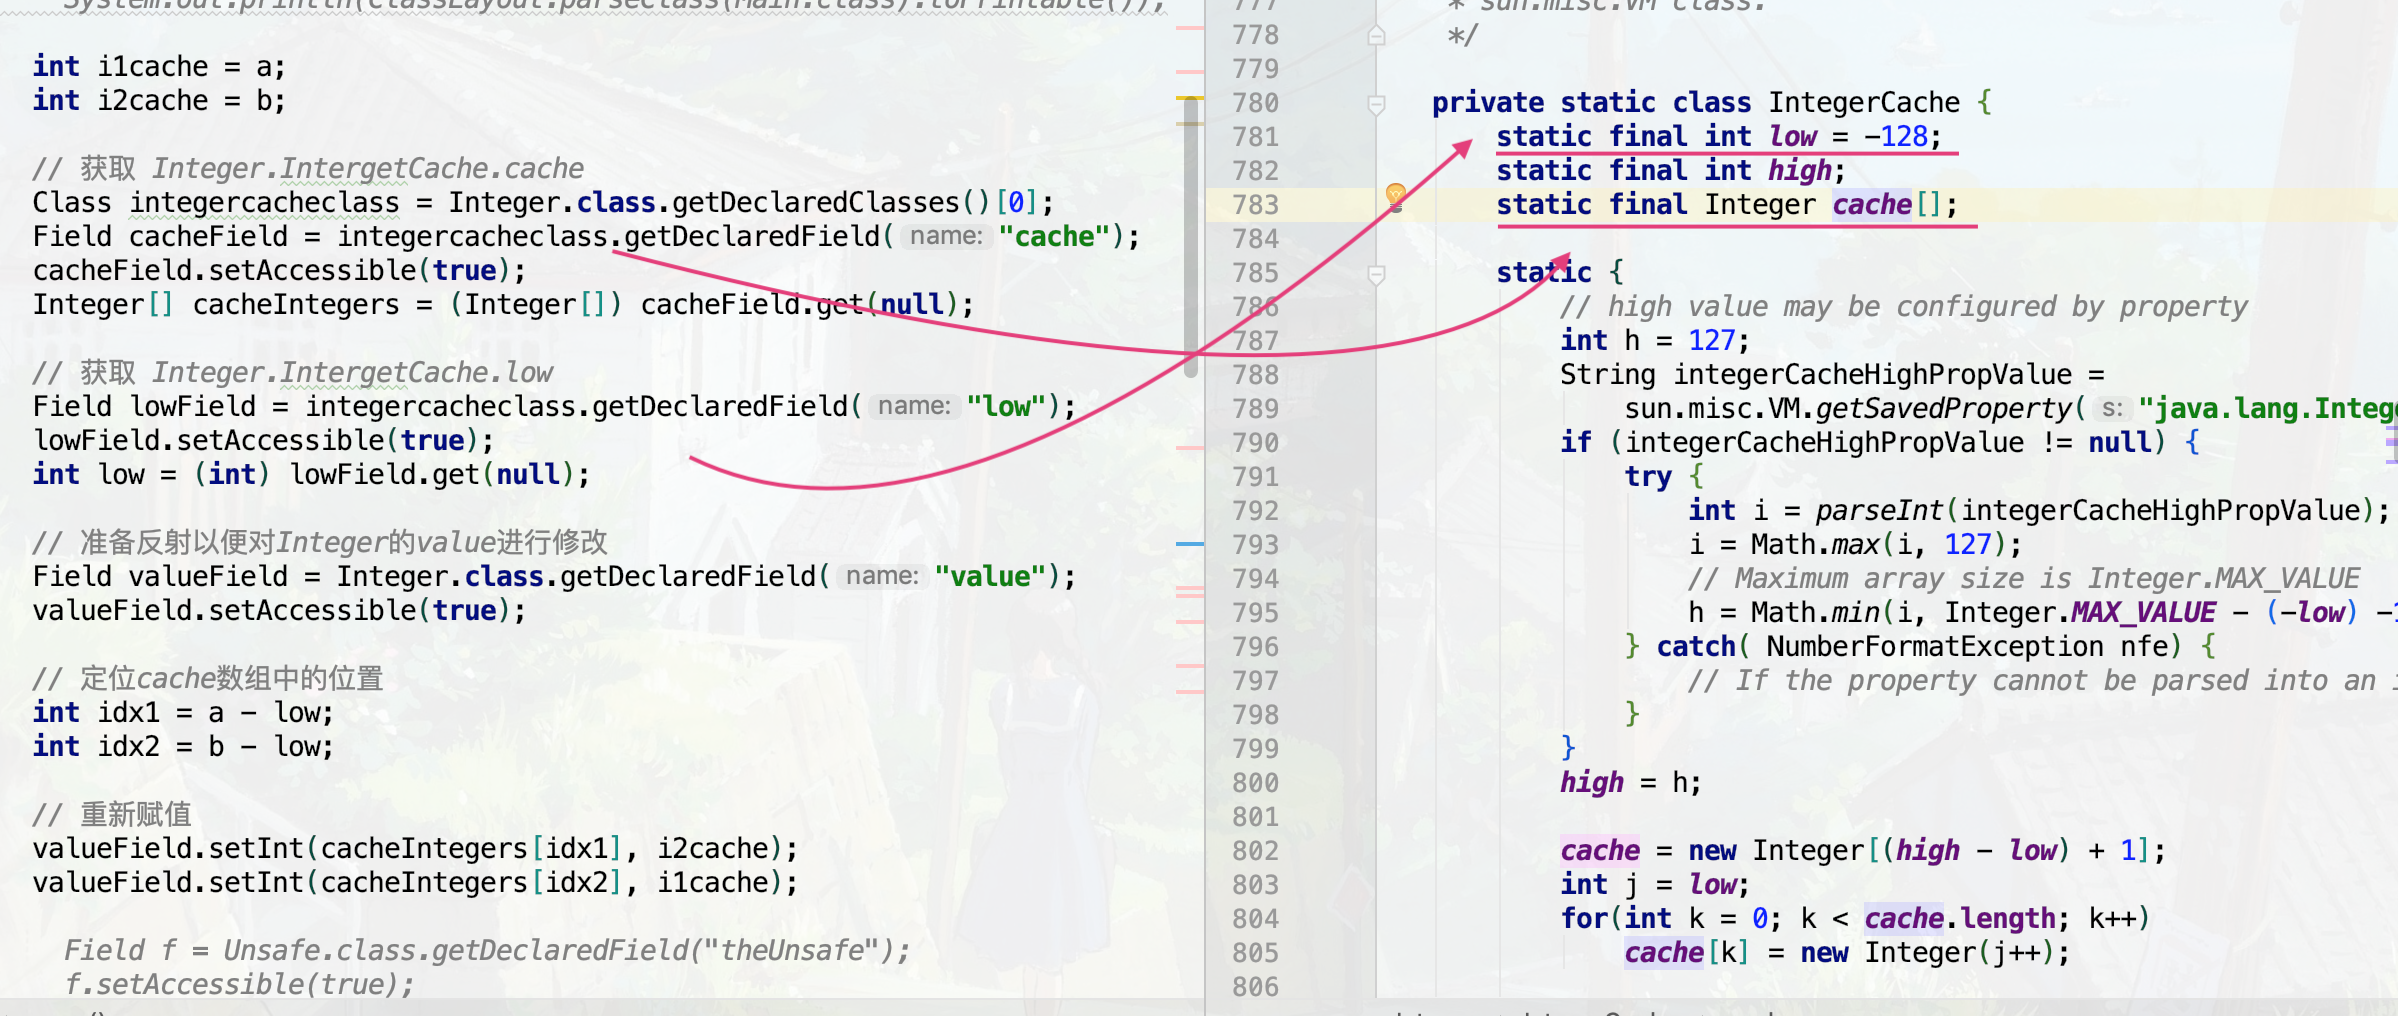 System.out.println(ClassLayout.parseClass(Main.class).toPrintable());
int i1cache = a;
int i2cache = b;
// 获取 Integer.IntergetCache.cache
Class integercacheclass = Integer.class.getDeclaredClasses()[0];
Field cacheField = integercacheclass.getDeclaredField( name: "cache");
cacheField.setAccessible(true);
Integer[] cacheIntegers = (Integer[]) cacheField.get(null);
// 获取 Integer.IntergetCache.low
Field lowField = integercacheclass.getDeclaredField( name: "low");
lowField.setAccessible(true);
int low = (int) lowField.get(null);
// 准备反射以便对Integer的value进行修改
Field valueField = Integer.class.getDeclaredField( name: "value");
valueField.setAccessible(true);
// 定位cache数组中的位置
int idx1 = a - low;
int idx2 = b - low;
// 重新赋值
valueField.setInt(cacheIntegers[idx1], i2cache);
valueField.setInt(cacheIntegers[idx2], i1cache);
Field f = Unsafe.class.getDeclaredField("theUnsafe");
f.setAccessible(true);
777 * sun.misc.VM class.
778 */
779
780 private static class IntegerCache {
781 static final int low = -128;
782 static final int high;
783 static final Integer cache[];
784
785 static {
786 // high value may be configured by property
787 int h = 127;
788 String integerCacheHighPropValue =
789 sun.misc.VM.getSavedProperty( s: "java.lang.Integ
790 if (integerCacheHighPropValue != null) {
791 try {
792 int i = parseInt(integerCacheHighPropValue);
793 i = Math.max(i, 127);
794 // Maximum array size is Integer.MAX_VALUE
795 h = Math.min(i, Integer.MAX_VALUE - (-low) -1
796 } catch( NumberFormatException nfe) {
797 // If the property cannot be parsed into an i
798 }
799 }
800 high = h;
801
802 cache = new Integer[(high - low) + 1];
803 int j = low;
804 for(int k = 0; k < cache.length; k++)
805 cache[k] = new Integer(j++);
806